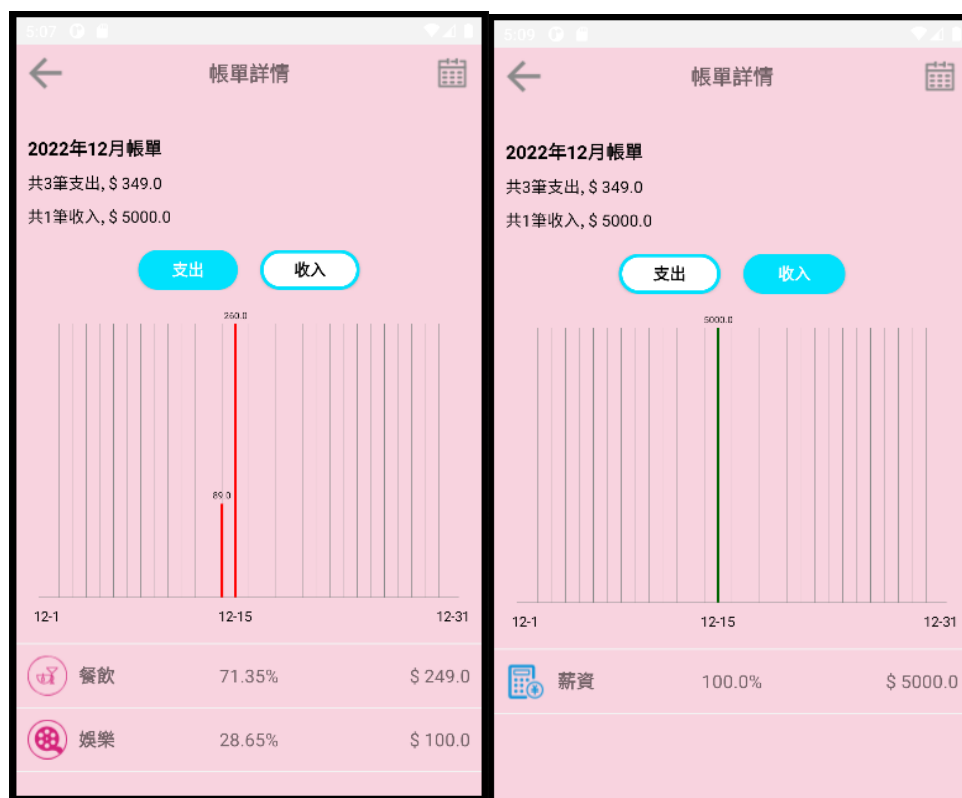 5:07
帳單詳情
2022年12月帳單
共3筆支出, $ 349.0
共1筆收入, $ 5000.0
支出 收入
260.0
89.0
12-1 12-15 12-31
餐飲 71.35% $ 249.0
娛樂 28.65% $ 100.0
5:09
帳單詳情
2022年12月帳單
共3筆支出, $ 349.0
共1筆收入, $ 5000.0
支出 收入
5000.0
12-1 12-15 12-31
薪資 100.0% $ 5000.0